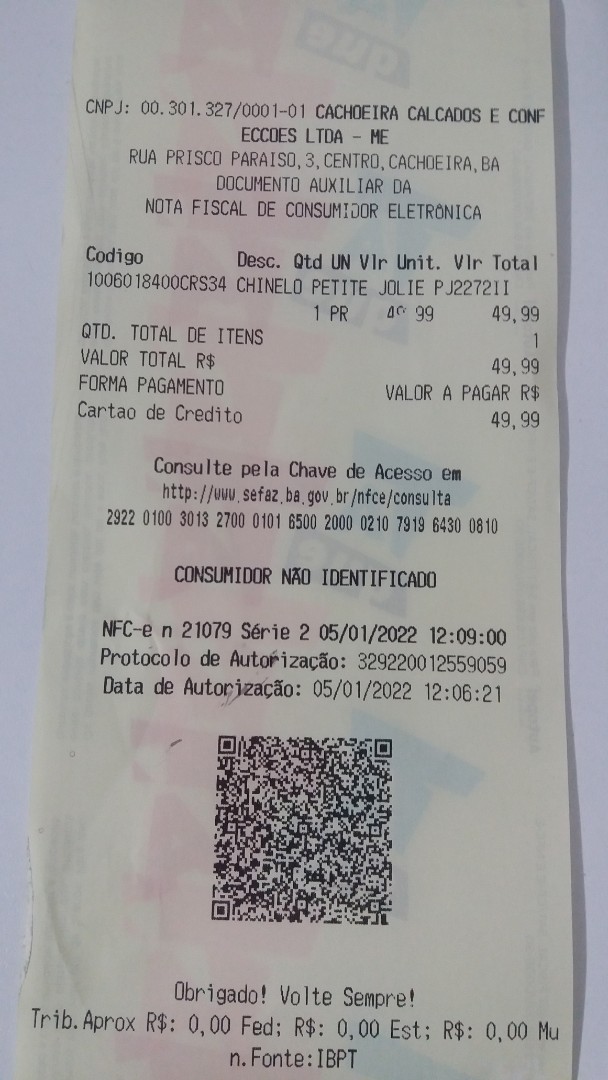 CNPJ: 00.301.327/0001-01 CACHOEIRA CALCADOS E CONF
ECCOES LTDA - ME
RUA PRISCO PARAISO,3,CENTRO,CACHOEIRA,BA
DOCUMENTO AUXILIAR DA
NOTA FISCAL DE CONSUMIDOR ELETRÔNICA
Codigo Desc. Qtd UN Vlr Unit. Vlr Total
1006018400CRS34 CHINELO PETITE JOLIE PJ2272II
1 PR 99 49,99
QTD. TOTAL DE ITENS 1
VALOR TOTAL R$ 49,99
FORMA PAGAMENTO VALOR A PAGAR R$
Cartao de Credito 49,99
Consulte pela Chave de Acesso em
http://www.sefaz.ba.gov.br/nfce/consulta
2922 0100 3013 2700 0101 6500 2000 0210 7919 6430 0810
CONSUMIDOR NÃO IDENTIFICADO
NFC-e n 21079 Série 2 05/01/2022 12:09:00
Protocolo de Autorização: 329220012559059
Data de Autorização: 05/01/2022 12:06:21
Obrigado! Volte Sempre!
Trib.Aprox R$: 0,00 Fed; R$: 0,00 Est; R$: 0,00 Mu
n.Fonte:IBPT